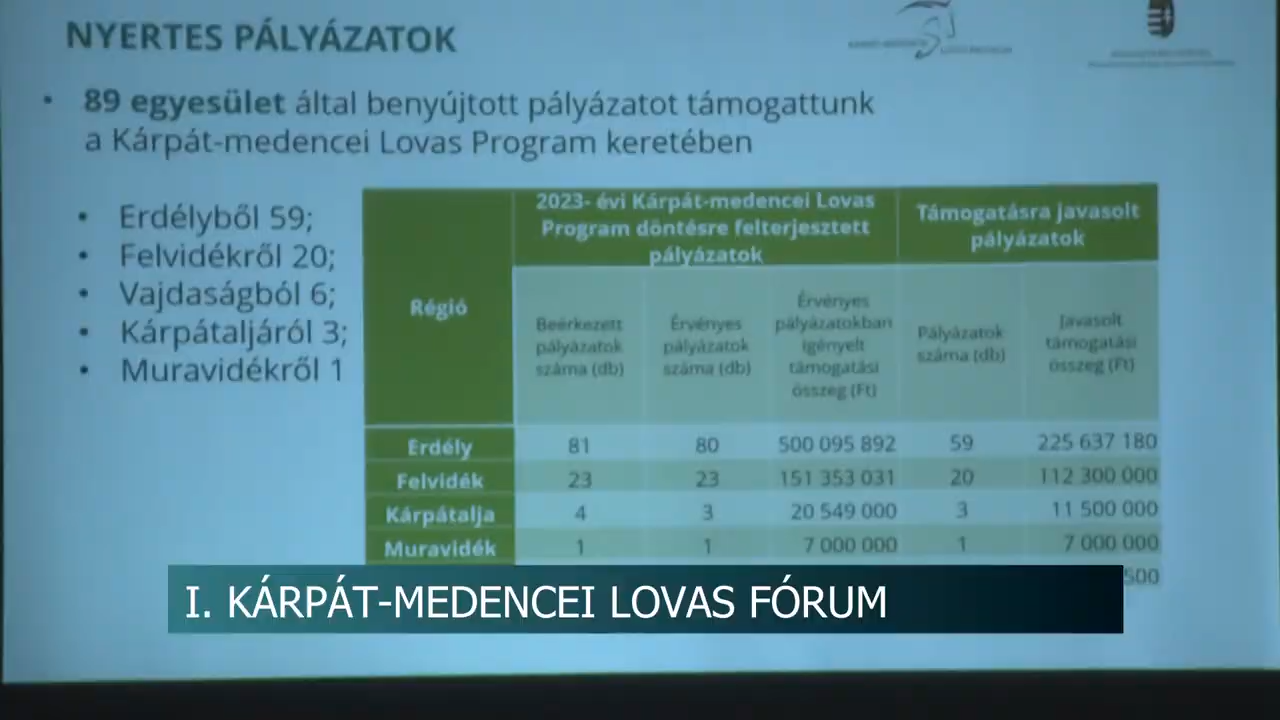 NYERTES PÁLYÁZATOK
• 89 egyesület által benyújtott pályázatot támogattunk
a Kárpát-medencei Lovas Program keretében
• Erdélyből 59;
• Felvidékről 20;
• Vajdaságból 6;
• Kárpátaljáról 3;
• Muravidékről 1
Régió
2023- évi Kárpát-medencei Lovas
Program döntésre felterjesztett
pályázatok
Támogatásra javasolt
pályázatok
Beérkezett
pályázatok
száma (db)
Érvényes
pályázatok
száma (db)
Érvényes
pályázatokban
igényelt
támogatási
összeg (Ft)
Pályázatok
száma (db)
Javasolt
támogatási
összeg (Ft)
Erdély 81 80 500 095 892 59 225 637 180
Felvidék 23 23 151 353 031 20 112 300 000
Kárpátalja 4 3 20 549 000 3 11 500 000
Muravidék 1 1 7 000 000 1 7 000 000
500
I. KÁRPÁT-MEDENCEI LOVAS FÓRUM